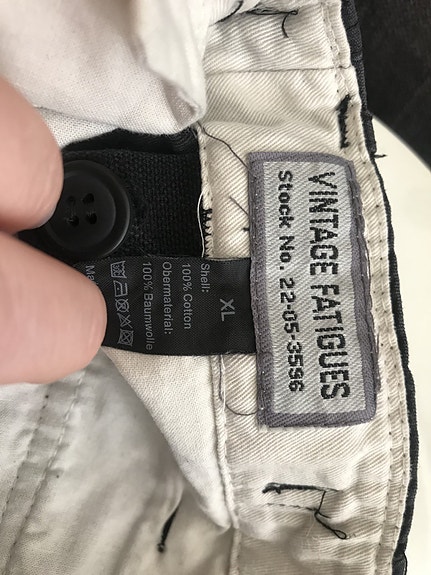 VINTAGE FATIGUES
Stock No. 22-05-3596
XL
Shell:
100% Cotton
Obermaterial:
100% Baumwolle